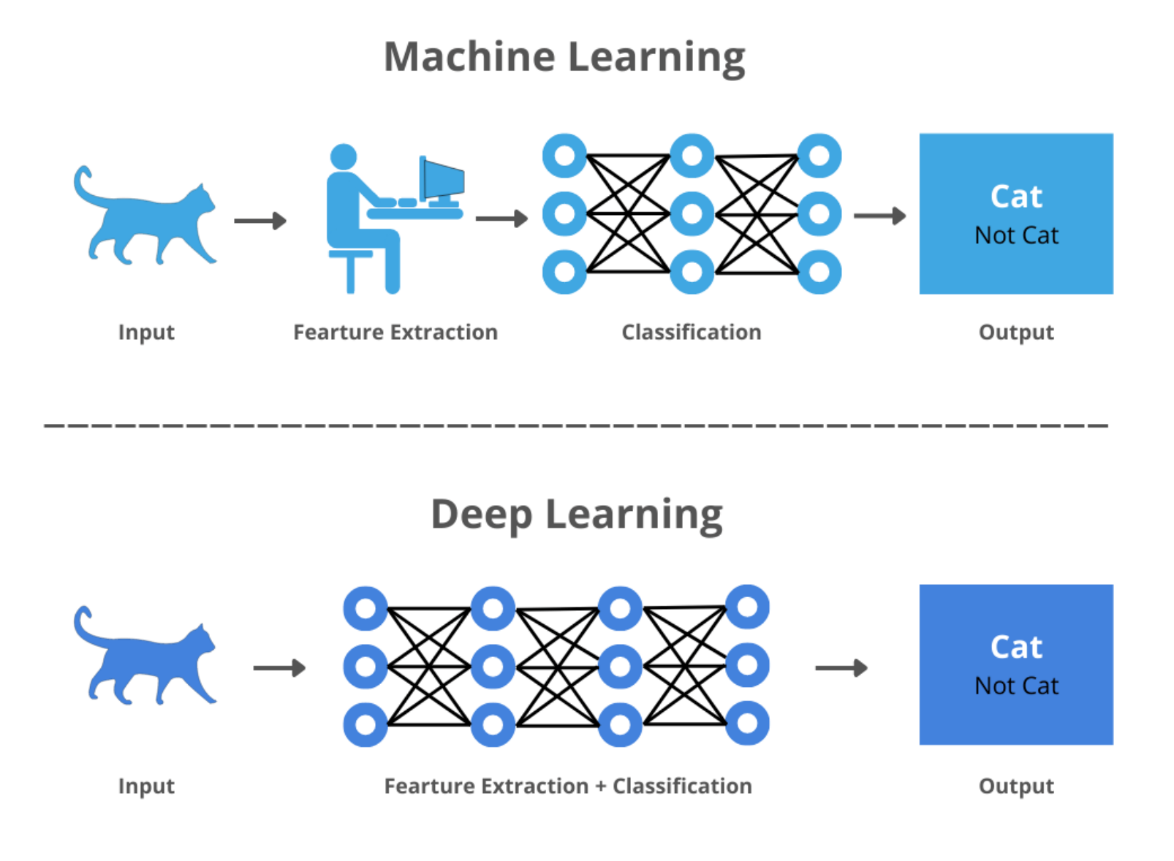 Machine Learning
Cat
Not Cat
Input
Fearture Extraction
Classification
Output
Deep Learning
Cat
Not Cat
Input
Fearture Extraction + Classification
Output